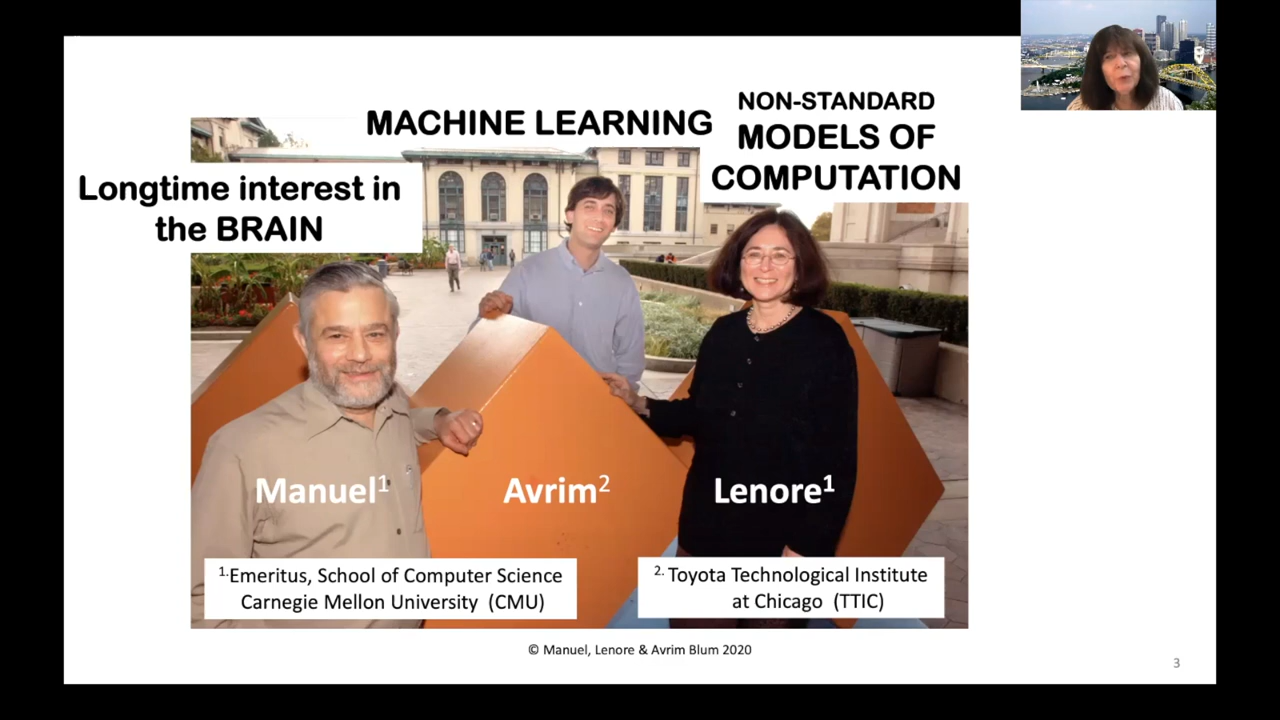 MACHINE LEARNING
NON-STANDARD
MODELS OF
COMPUTATION
Longtime interest in
the BRAIN
Manuel1
Avrim2
Lenore1
1.Emeritus, School of Computer Science
Carnegie Mellon University (CMU)
2. Toyota Technological Institute
at Chicago (TTIC)
© Manuel, Lenore & Avrim Blum 2020
3